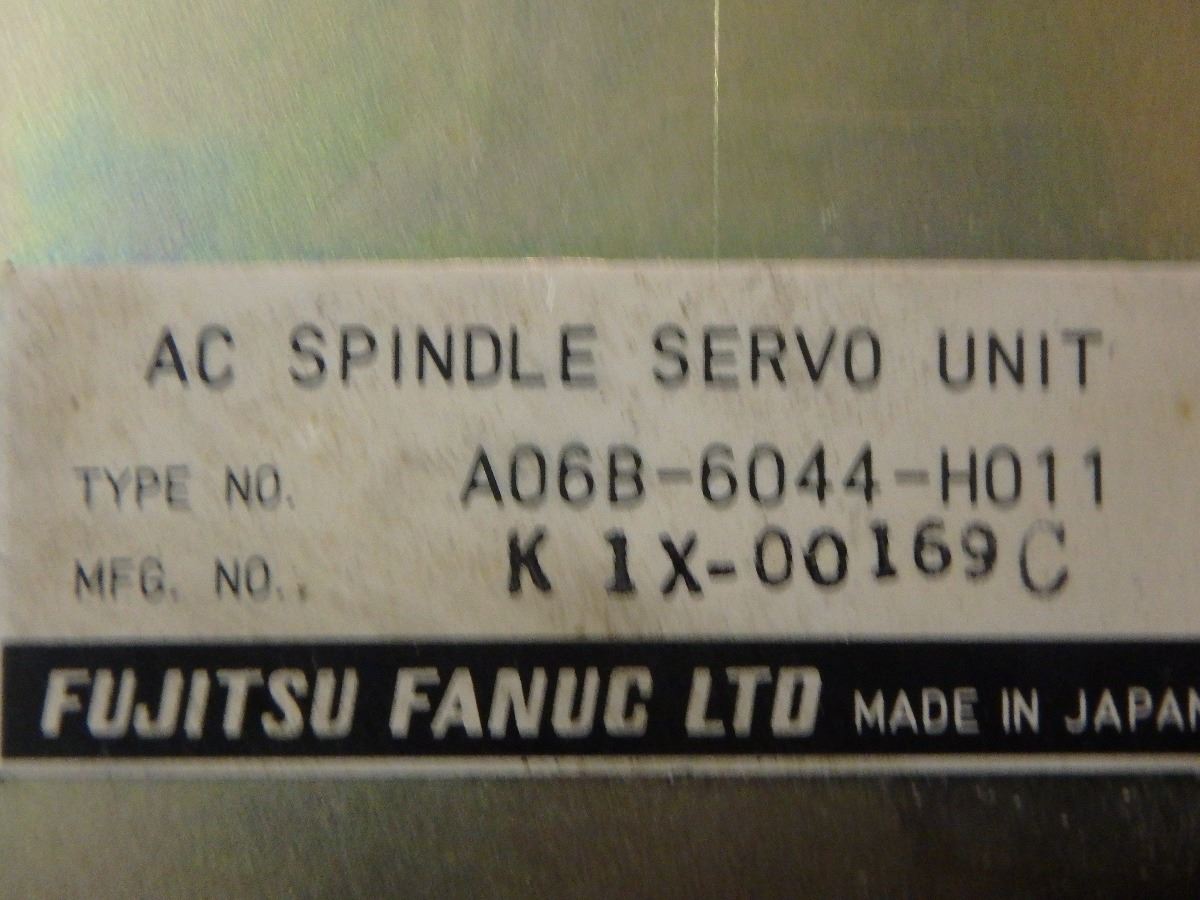 AC SPINDLE SERVO UNIT
TYPE NO. A06B-6044-H011
MFG. NO. K 1X-00169C
FUJITSU FANUC LTD MADE IN JAPAN